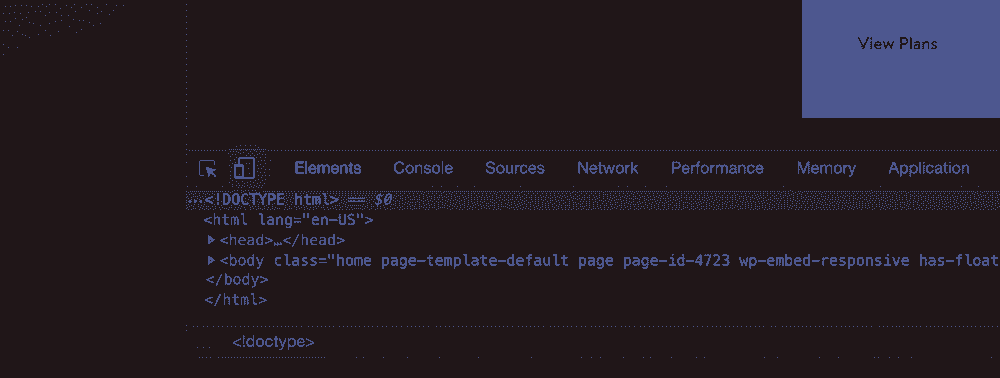 View Plans
Elements Console Sources Network Performance Memory Application
...<!DOCTYPE html> == $0
<html lang="en-US">
<head>…</head>
<body class="home page-template-default page page-id-4723 wp-embed-responsive has-float
</body>
</html>
... <!doctype>